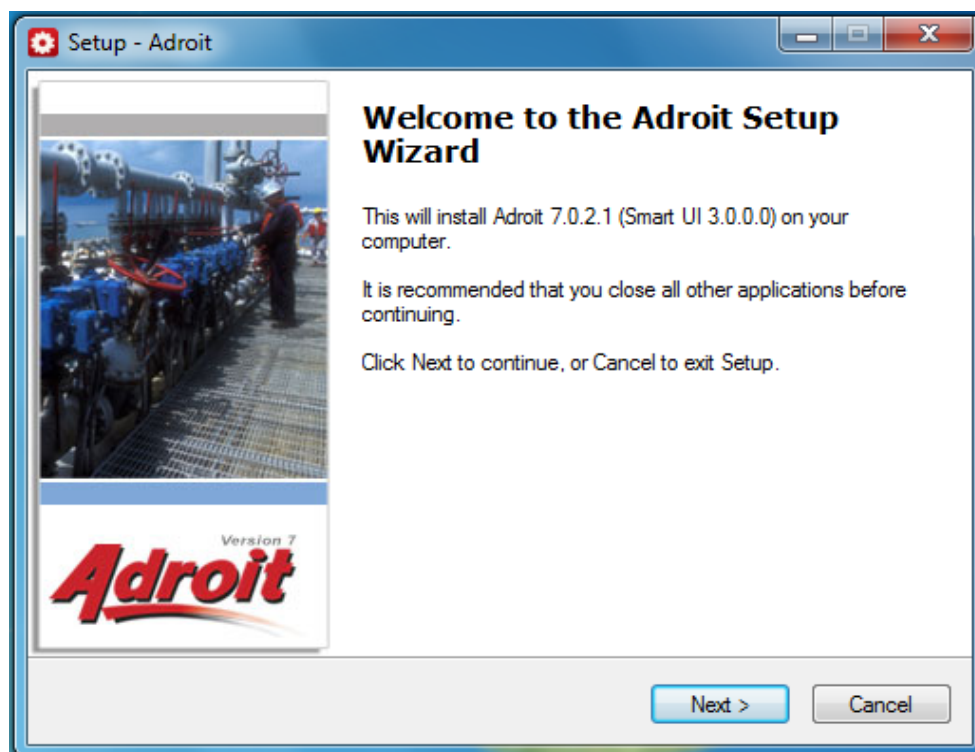 Setup - Adroit
Welcome to the Adroit Setup
Wizard
This will install Adroit 7.0.2.1 (Smart UI 3.0.0.0) on your
computer.
It is recommended that you close all other applications before
continuing.
Click Next to continue, or Cancel to exit Setup.
Version 7
Adroit
Next >
Cancel